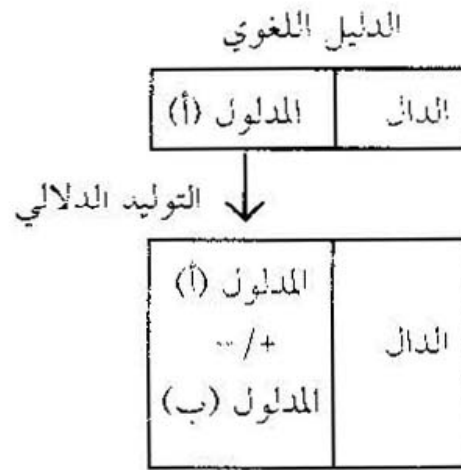 الدليل اللغوي
الدال المدلول (أ)
التوليد الدلالي
المدلول (أ)
الدال +/-
المدلول (ب)